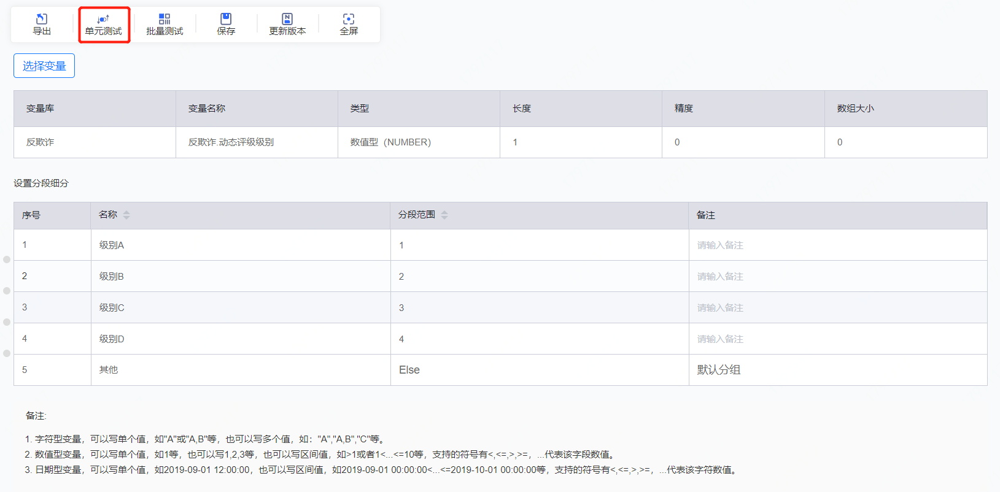 导出 单元测试 批量测试 保存 更新版本 全屏
选择变量
变量库 变量名称 类型 长度 精度 数组大小
反欺诈 反欺诈.动态评级级别 数值型（NUMBER） 1 0 0
设置分段细分
序号 名称 分段范围 备注
1 级别A 1 请输入备注
2 级别B 2 请输入备注
3 级别C 3 请输入备注
4 级别D 4 请输入备注
5 其他 Else 默认分组
备注:
1. 字符型变量，可以写单个值，如"A"或"A,B"等，也可以写多个值，如："A","A,B","C"等。
2. 数值型变量，可以写单个值，如1等，也可以写1,2,3等，也可以写区间值，如>1或者1<...<=10等，支持的符号有<,<=,>,>=，...代表该字段数值。
3. 日期型变量，可以写单个值，如2019-09-01 12:00:00，也可以写区间值，如2019-09-01 00:00:00<...<=2019-10-01 00:00:00等，支持的符号有<,<=,>,>=，...代表该字符数值。